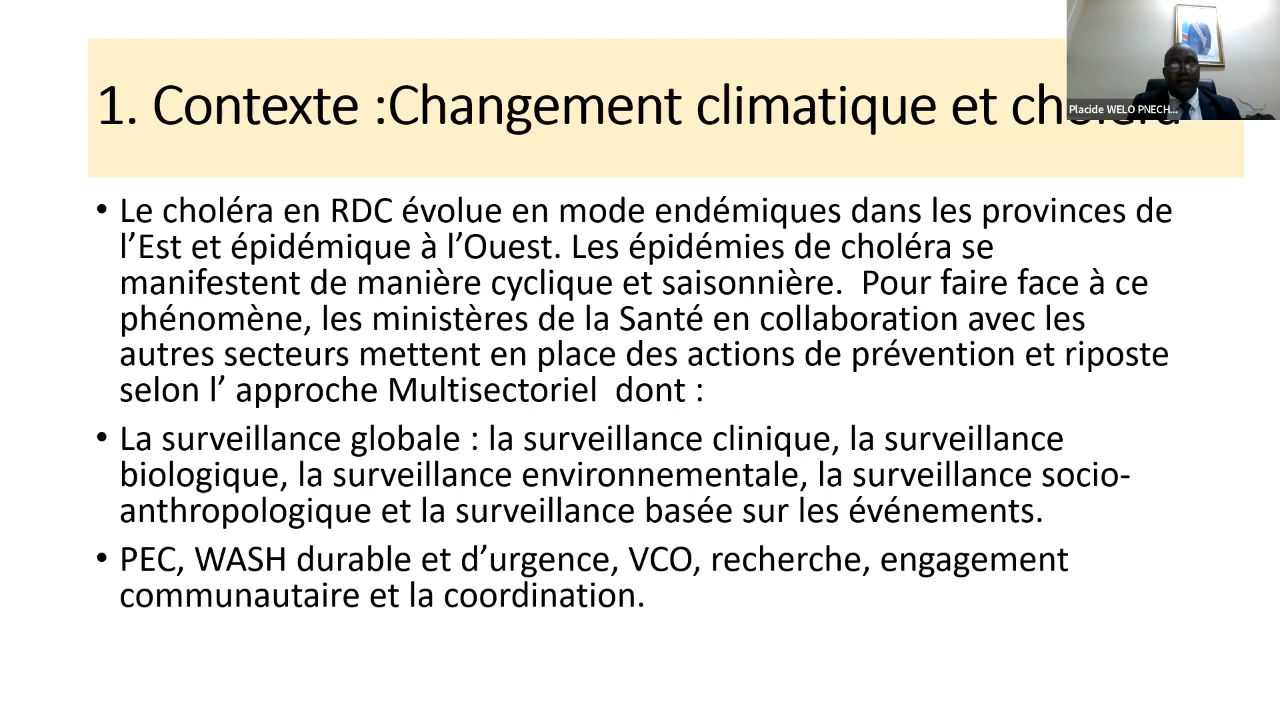 1. Contexte :Changement climatique et choléra
Placide WELO PNECH...
• Le choléra en RDC évolue en mode endémiques dans les provinces de
l’Est et épidémique à l’Ouest. Les épidémies de choléra se
manifestent de manière cyclique et saisonnière.  Pour faire face à ce
phénomène, les ministères de la Santé en collaboration avec les
autres secteurs mettent en place des actions de prévention et riposte
selon l’ approche Multisectoriel  dont :
• La surveillance globale : la surveillance clinique, la surveillance
biologique, la surveillance environnementale, la surveillance socio-
anthropologique et la surveillance basée sur les événements.
• PEC, WASH durable et d’urgence, VCO, recherche, engagement
communautaire et la coordination.